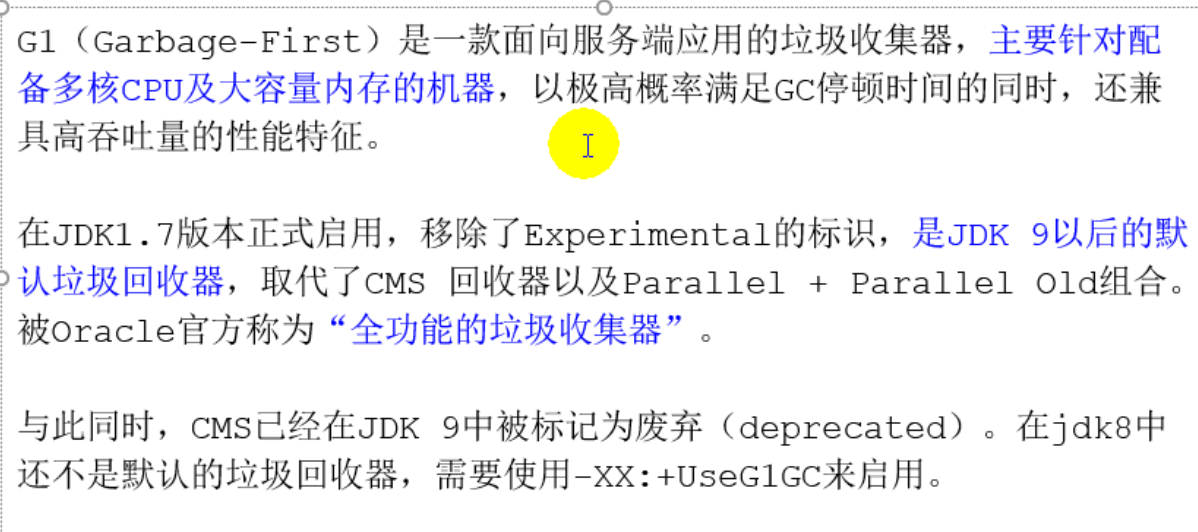 G1（Garbage-First）是一款面向服务端应用的垃圾收集器，主要针对配
备多核CPU及大容量内存的机器，以极高概率满足GC停顿时间的同时，还兼
具高吞吐量的性能特征。
在JDK1.7版本正式启用，移除了Experimental的标识，是JDK 9以后的默
认垃圾回收器，取代了CMS 回收器以及Parallel + Parallel Old组合。
被Oracle官方称为“全功能的垃圾收集器”。
与此同时，CMS已经在JDK 9中被标记为废弃（deprecated）。在jdk8中
还不是默认的垃圾回收器，需要使用-XX:+UseG1GC来启用。